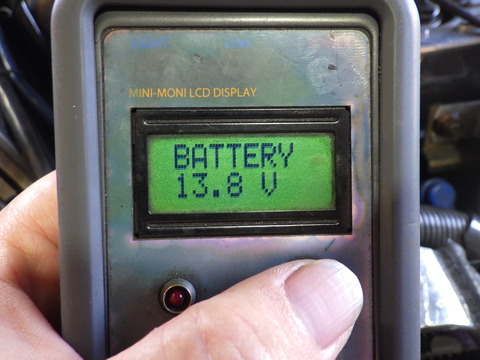 MINI-MONI LCD DISPLAY
BATTERY
13.8 V